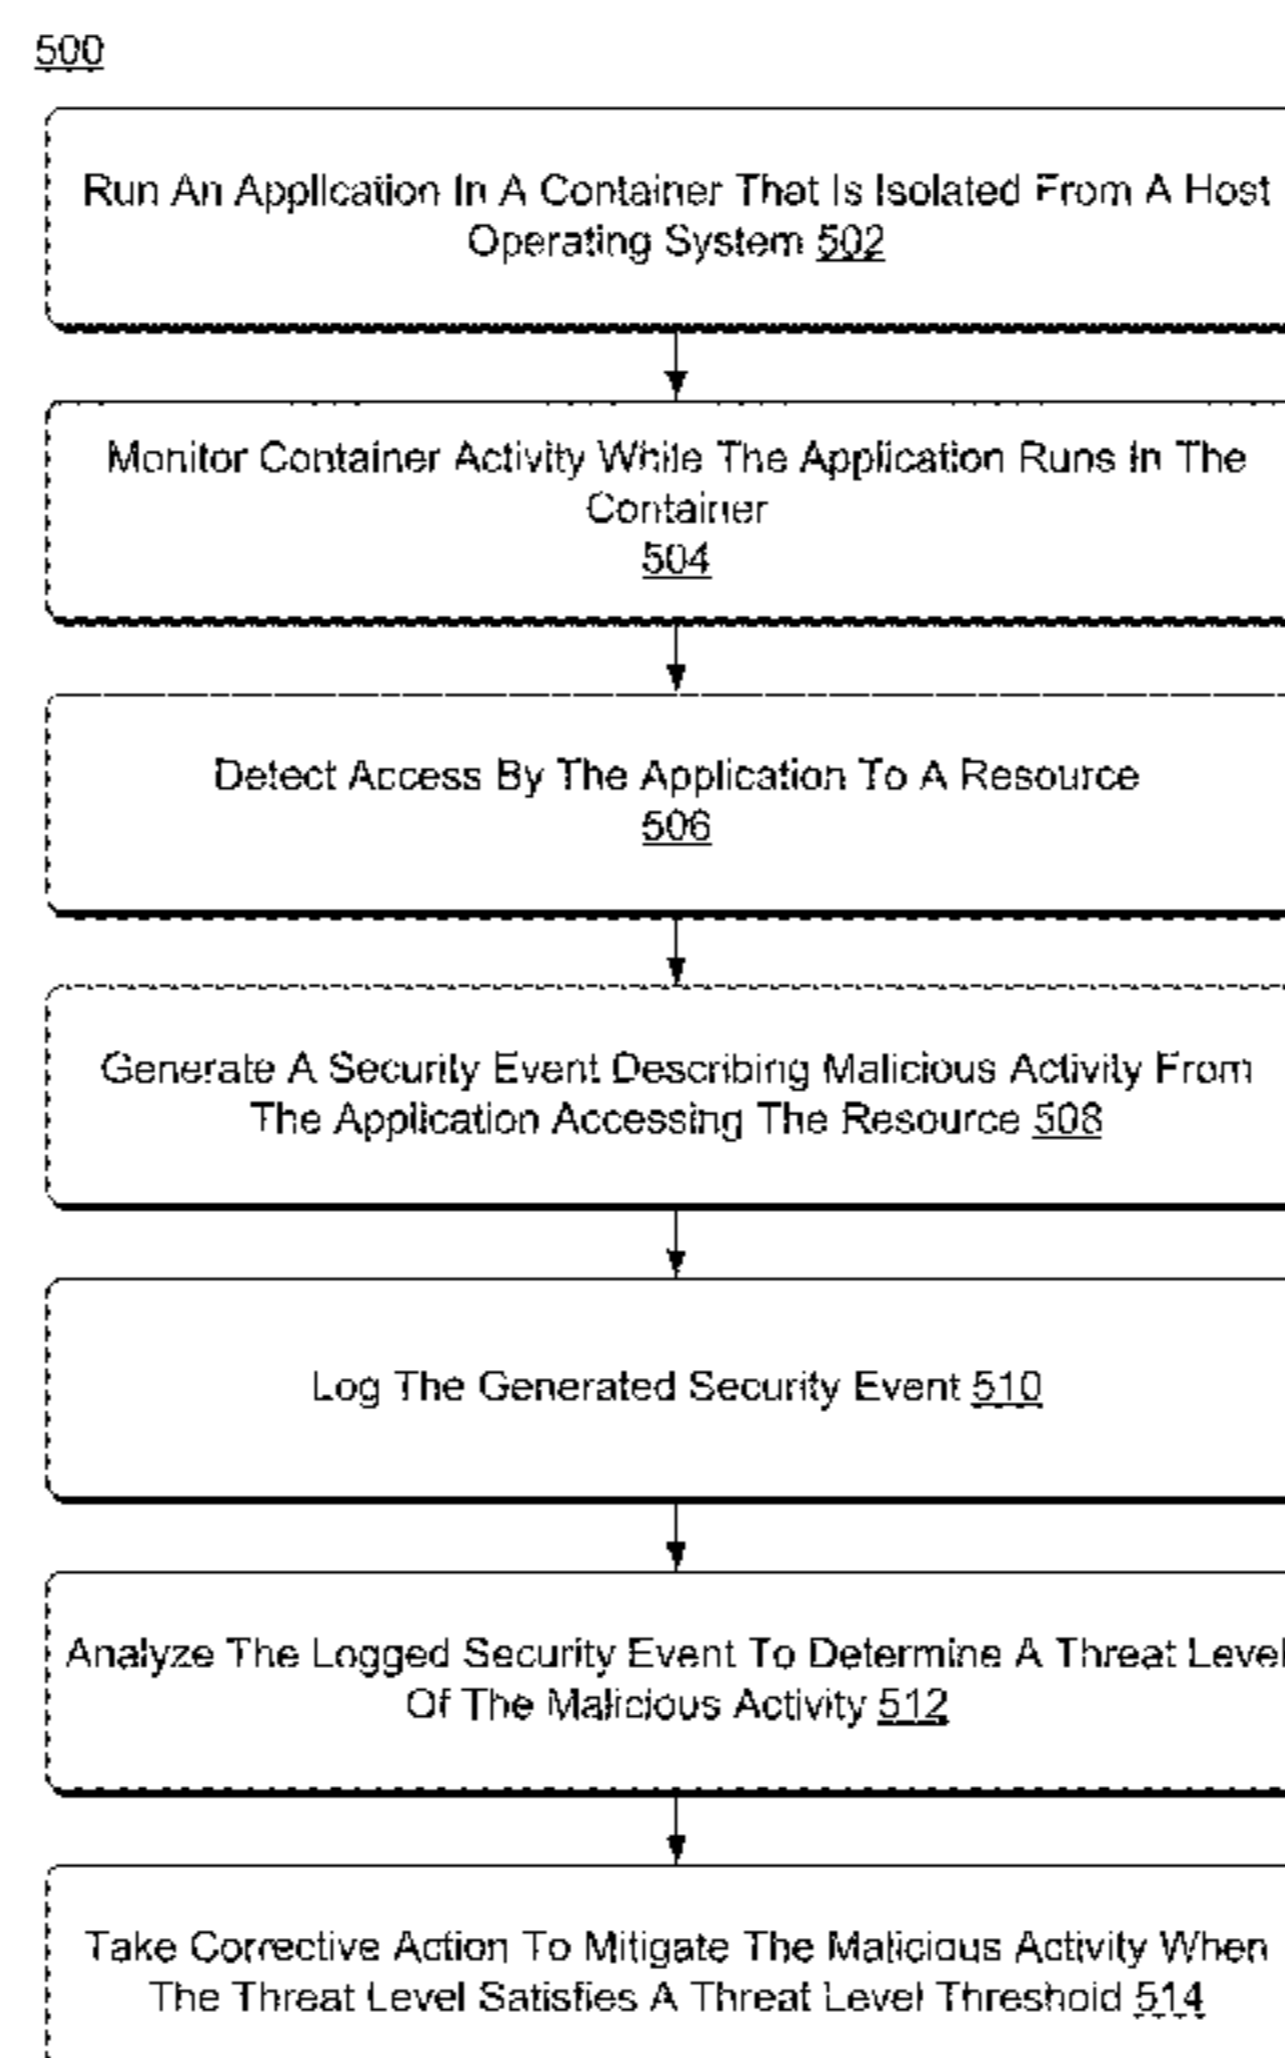 500
Run An Application In A Container That Is Isolated From A Host
Operating System 502
Monitor Container Activity While The Application Runs In The
Container
504
Detect Access By The Application To A Resource
506
Generate A Security Event Describing Malicious Activity From
The Application Accessing The Resource 508
Log The Generated Security Event 510
Analyze The Logged Security Event To Determine A Threat Level
Of The Malicious Activity 512
Take Corrective Action To Mitigate The Malicious Activity When
The Threat Level Satisfies A Threat Level Threshold 514